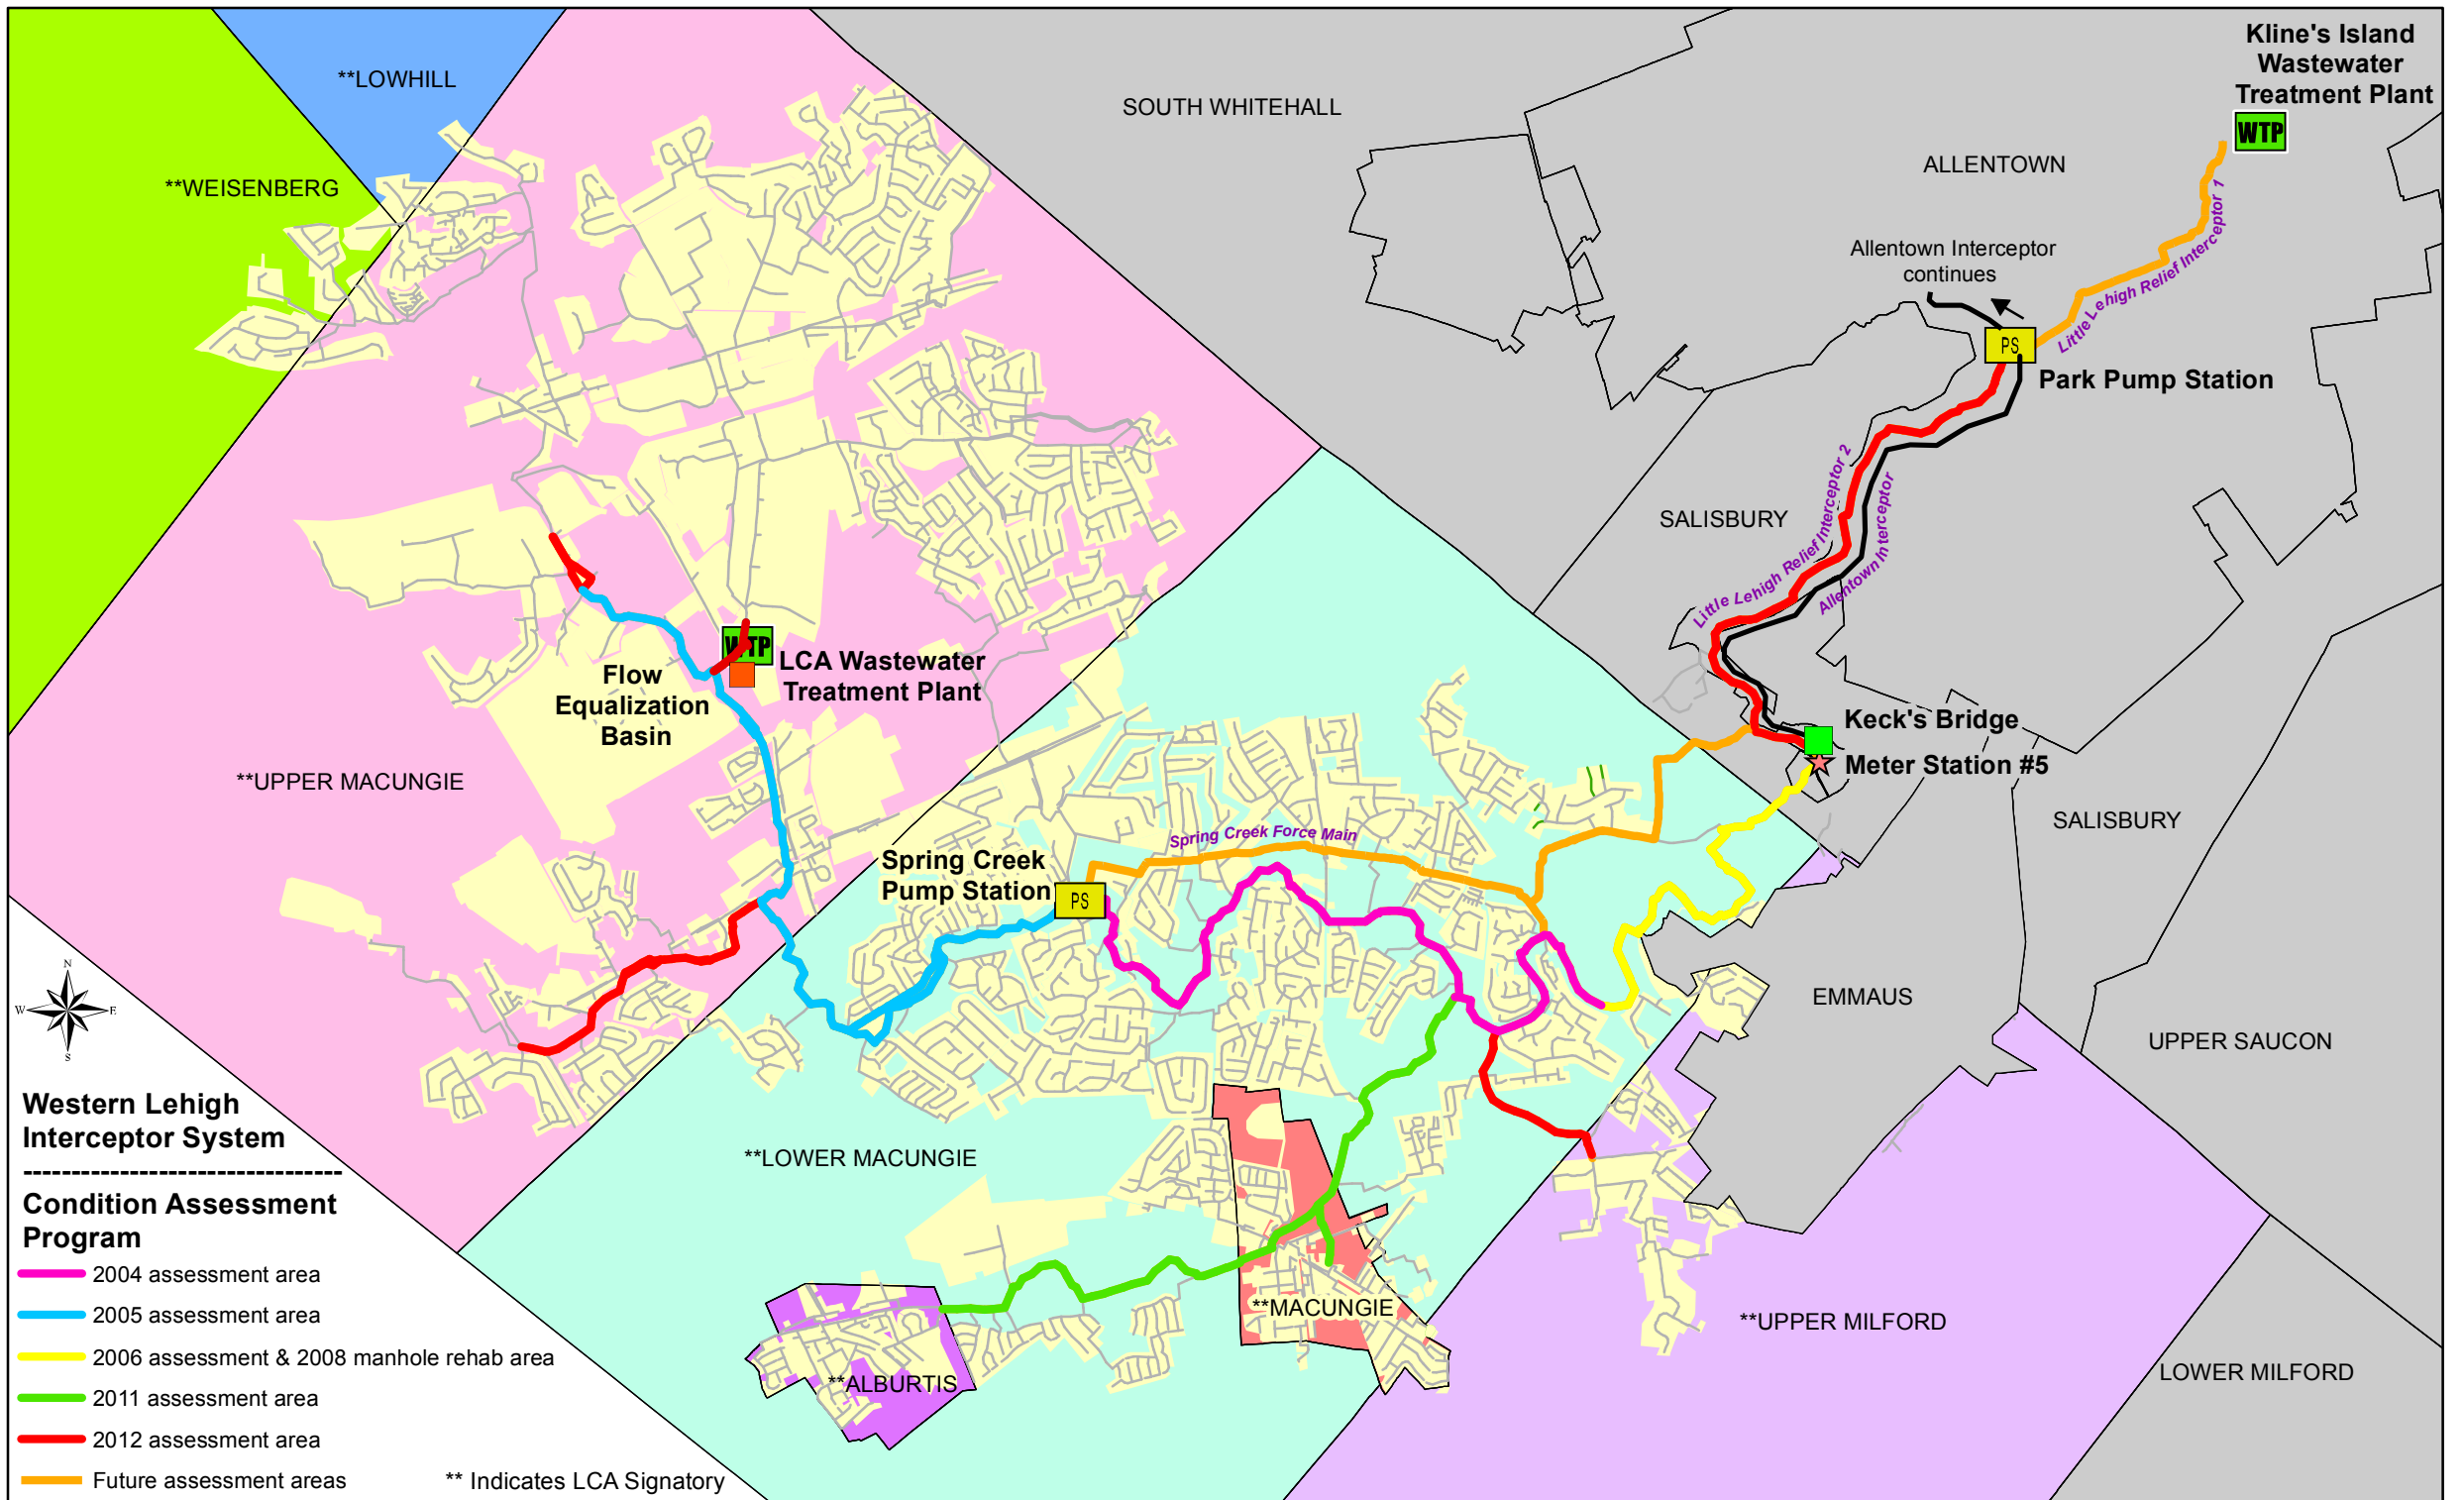 Kline's Island
Wastewater
Treatment Plant
WTP
**LOWHILL
SOUTH WHITEHALL
ALLENTOWN
**WEISENBERG
Little Lehigh Relief Interceptor 1
Allentown Interceptor
continues
PS
Park Pump Station
SALISBURY
Little Lehigh Relief Interceptor 2
Allentown Interceptor
WTP
LCA Wastewater
Treatment Plant
Flow
Equalization
Basin
Keck's Bridge
Meter Station #5
**UPPER MACUNGIE
SALISBURY
Spring Creek Force Main
Spring Creek
Pump Station
PS
EMMAUS
UPPER SAUCON
N
W
E
S
Western Lehigh
Interceptor System
----------------------------------
Condition Assessment
Program
2004 assessment area
2005 assessment area
2006 assessment & 2008 manhole rehab area
2011 assessment area
2012 assessment area
Future assessment areas
** Indicates LCA Signatory
**LOWER MACUNGIE
**MACUNGIE
**ALBURTIS
**UPPER MILFORD
LOWER MILFORD